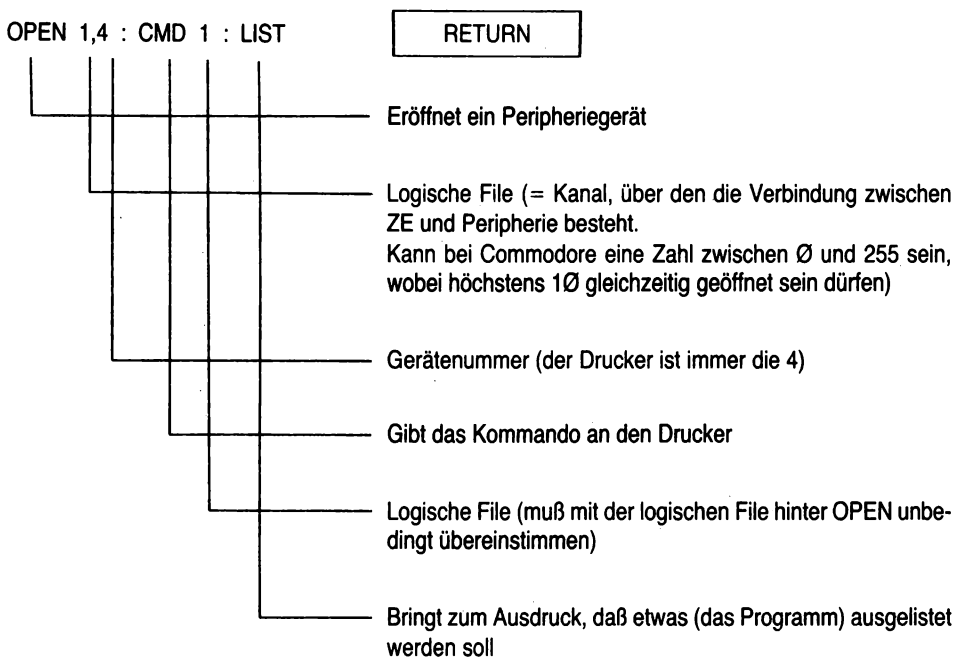 OPEN 1,4 : CMD 1 : LIST RETURN
Eröffnet ein Peripheriegerät
Logische File (= Kanal, über den die Verbindung zwischen
ZE und Peripherie besteht.
Kann bei Commodore eine Zahl zwischen Ø und 255 sein,
wobei höchstens 1Ø gleichzeitig geöffnet sein dürfen)
Gerätenummer (der Drucker ist immer die 4)
Gibt das Kommando an den Drucker
Logische File (muß mit der logischen File hinter OPEN unbe-
dingt übereinstimmen)
Bringt zum Ausdruck, daß etwas (das Programm) ausgelistet
werden soll